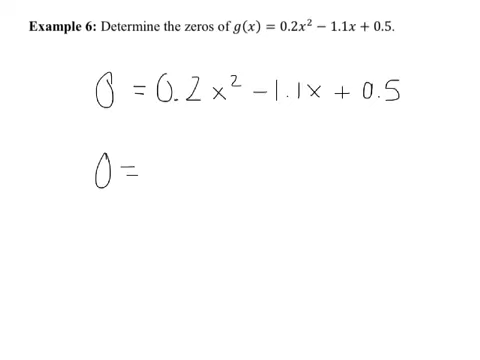 Example 6: Determine the zeros of g(x) = 0.2x² − 1.1x + 0.5.
0 = 0.2x² − 1.1x + 0.5
0 =